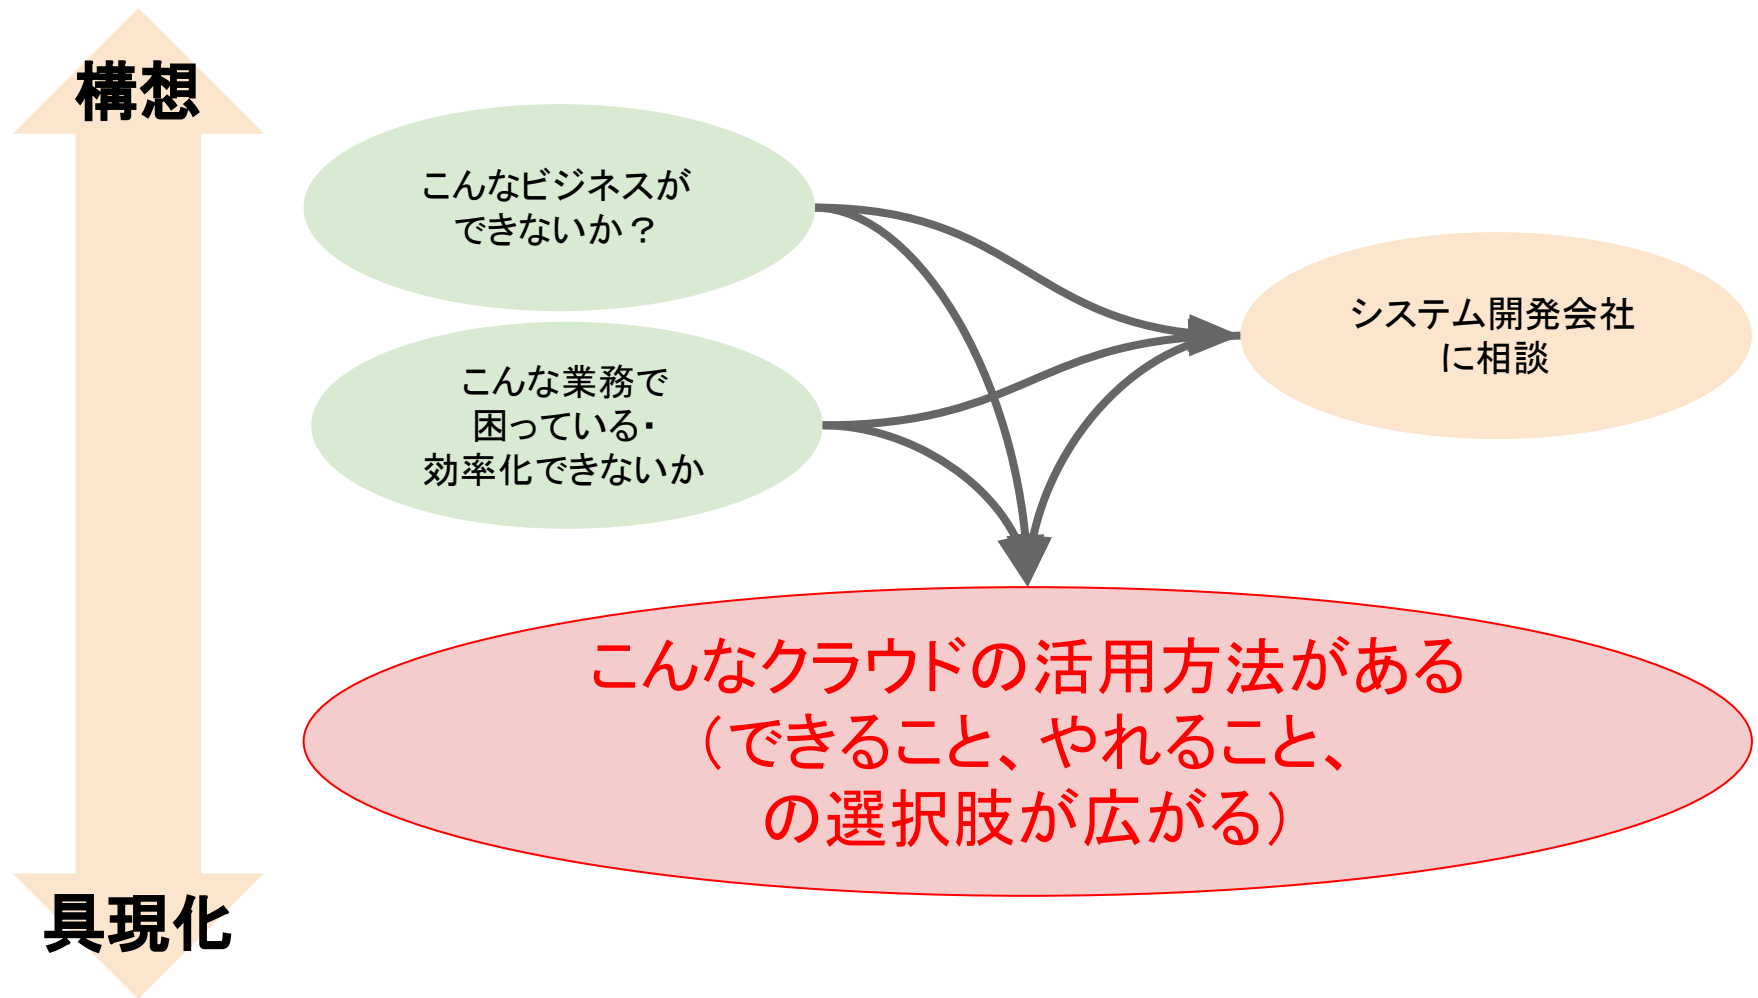 構想
こんなビジネスが
できないか？
こんな業務で
困っている・
効率化できないか
システム開発会社
に相談
こんなクラウドの活用方法がある
（できること、やれること、
の選択肢が広がる）
具現化